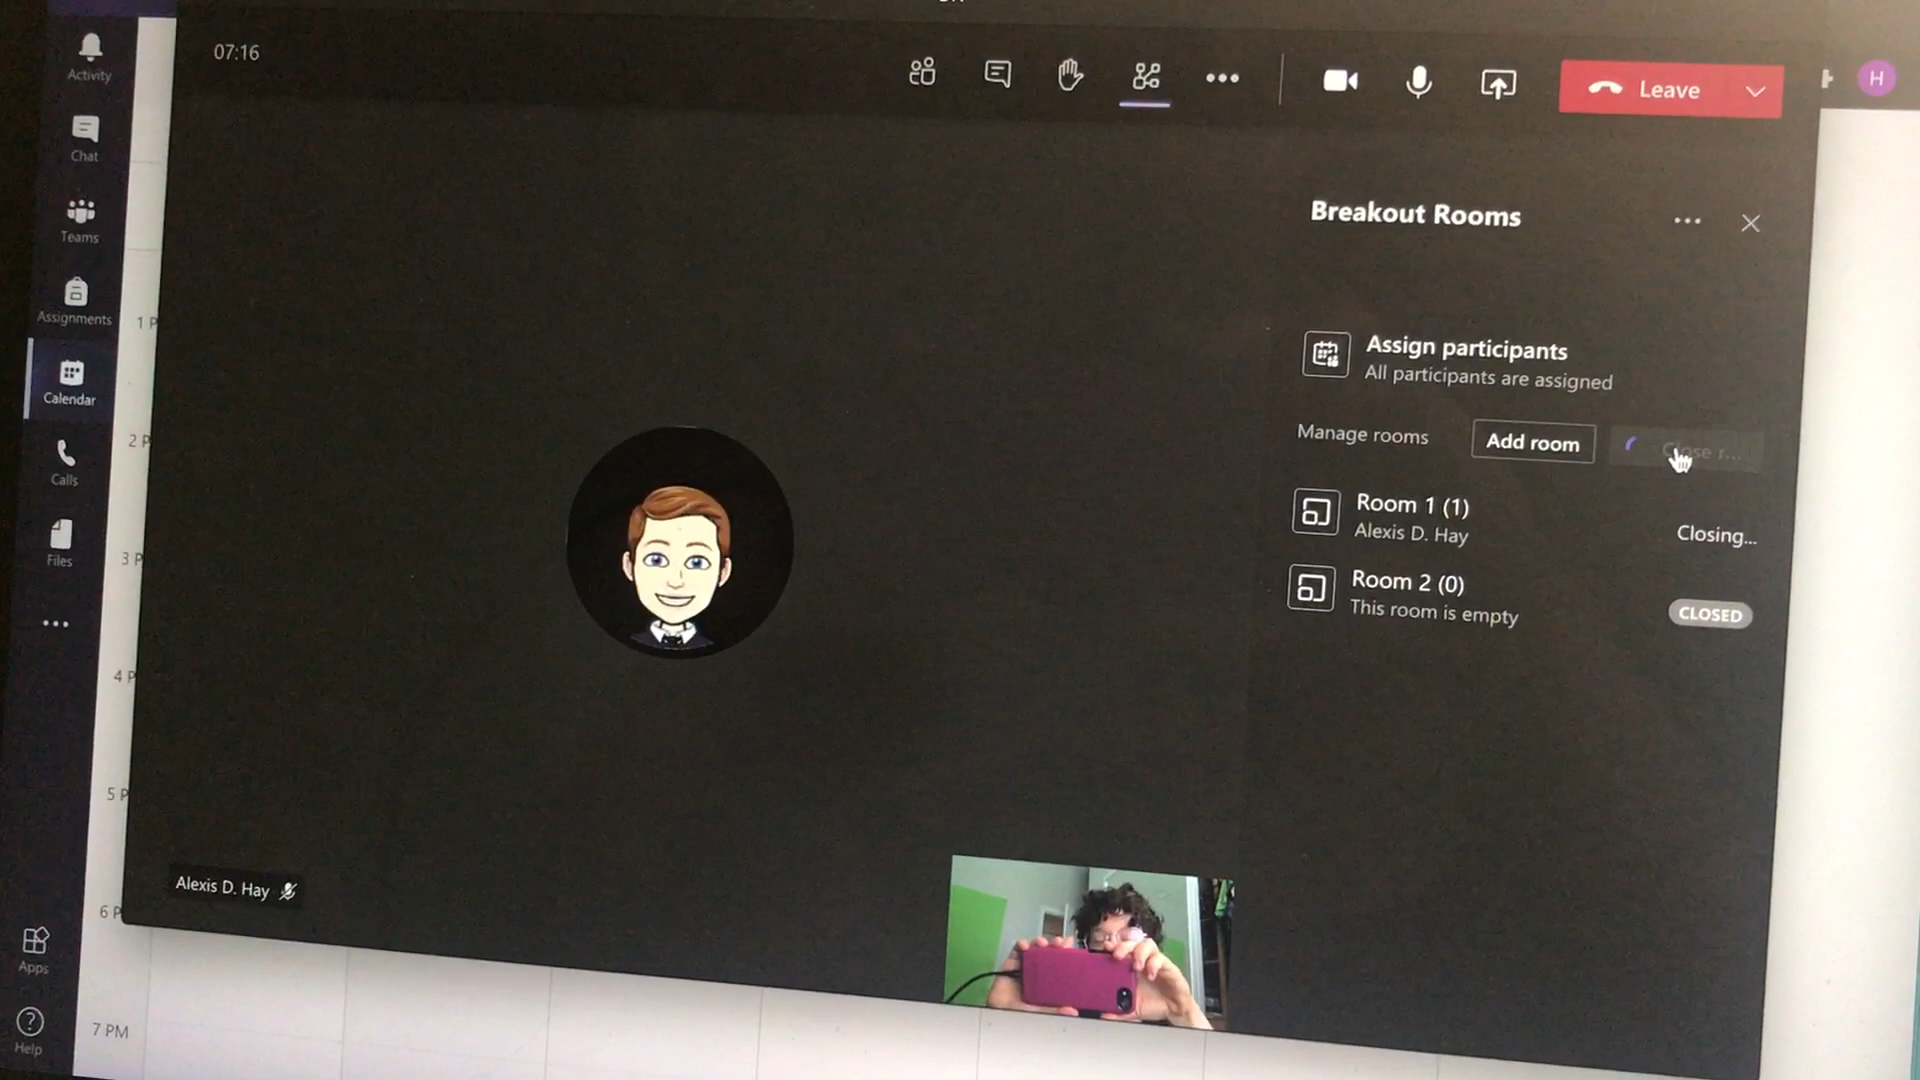 07:16
Leave
H
Activity
Chat
Teams
Assignments
Calendar
Calls
Files
Apps
Help
1 P
2 P
3 P
4 P
5 P
6 P
7 PM
Breakout Rooms
Assign participants
All participants are assigned
Manage rooms
Add room
Close r...
Room 1 (1)
Alexis D. Hay
Closing...
Room 2 (0)
This room is empty
CLOSED
Alexis D. Hay